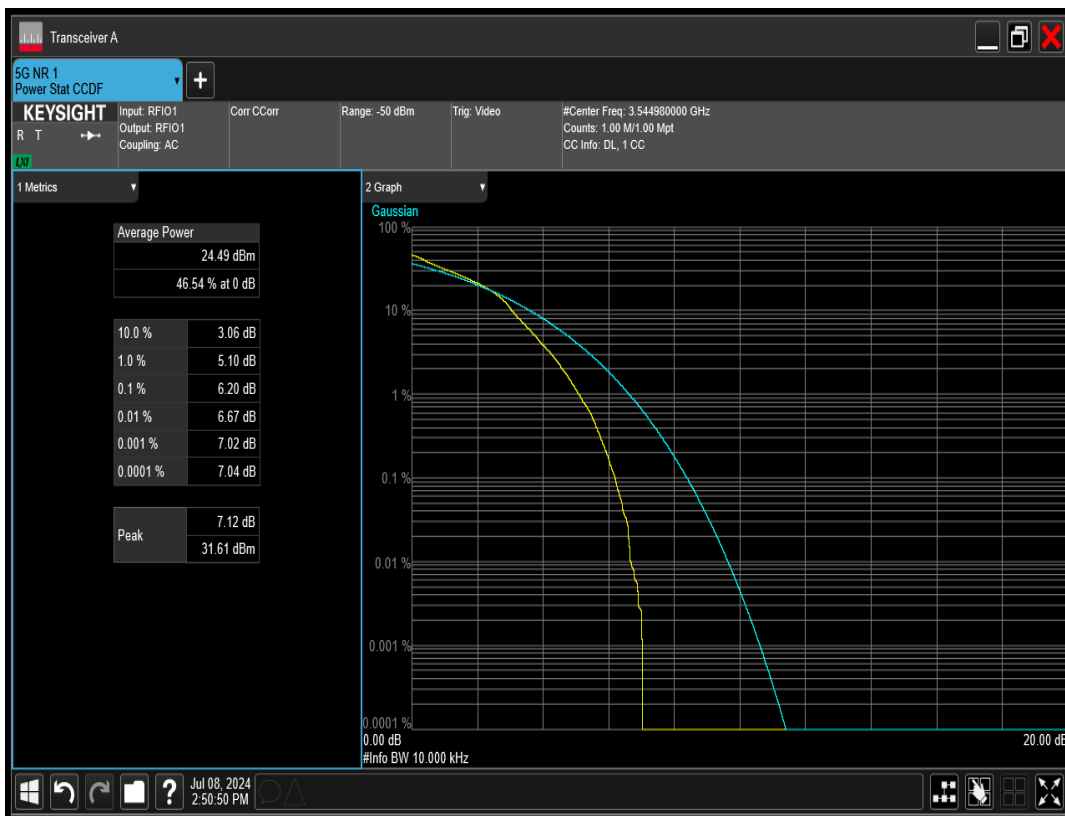 Transceiver A
5G NR 1
Power Stat CCDF
+
KEYSIGHT
R T
LXI
Input: RFIO1
Output: RFIO1
Coupling: AC
Corr CCorr
Range: -50 dBm
Trig: Video
#Center Freq: 3.544980000 GHz
Counts: 1.00 M/1.00 Mpt
CC Info: DL, 1 CC
1 Metrics
Average Power
24.49 dBm
46.54 % at 0 dB
10.0 % 3.06 dB
1.0 % 5.10 dB
0.1 % 6.20 dB
0.01 % 6.67 dB
0.001 % 7.02 dB
0.0001 % 7.04 dB
Peak 7.12 dB
31.61 dBm
2 Graph
Gaussian
100 %
10 %
1 %
0.1 %
0.01 %
0.001 %
0.0001 %
0.00 dB 20.00 dB
#Info BW 10.000 kHz
?
Jul 08, 2024
2:50:50 PM